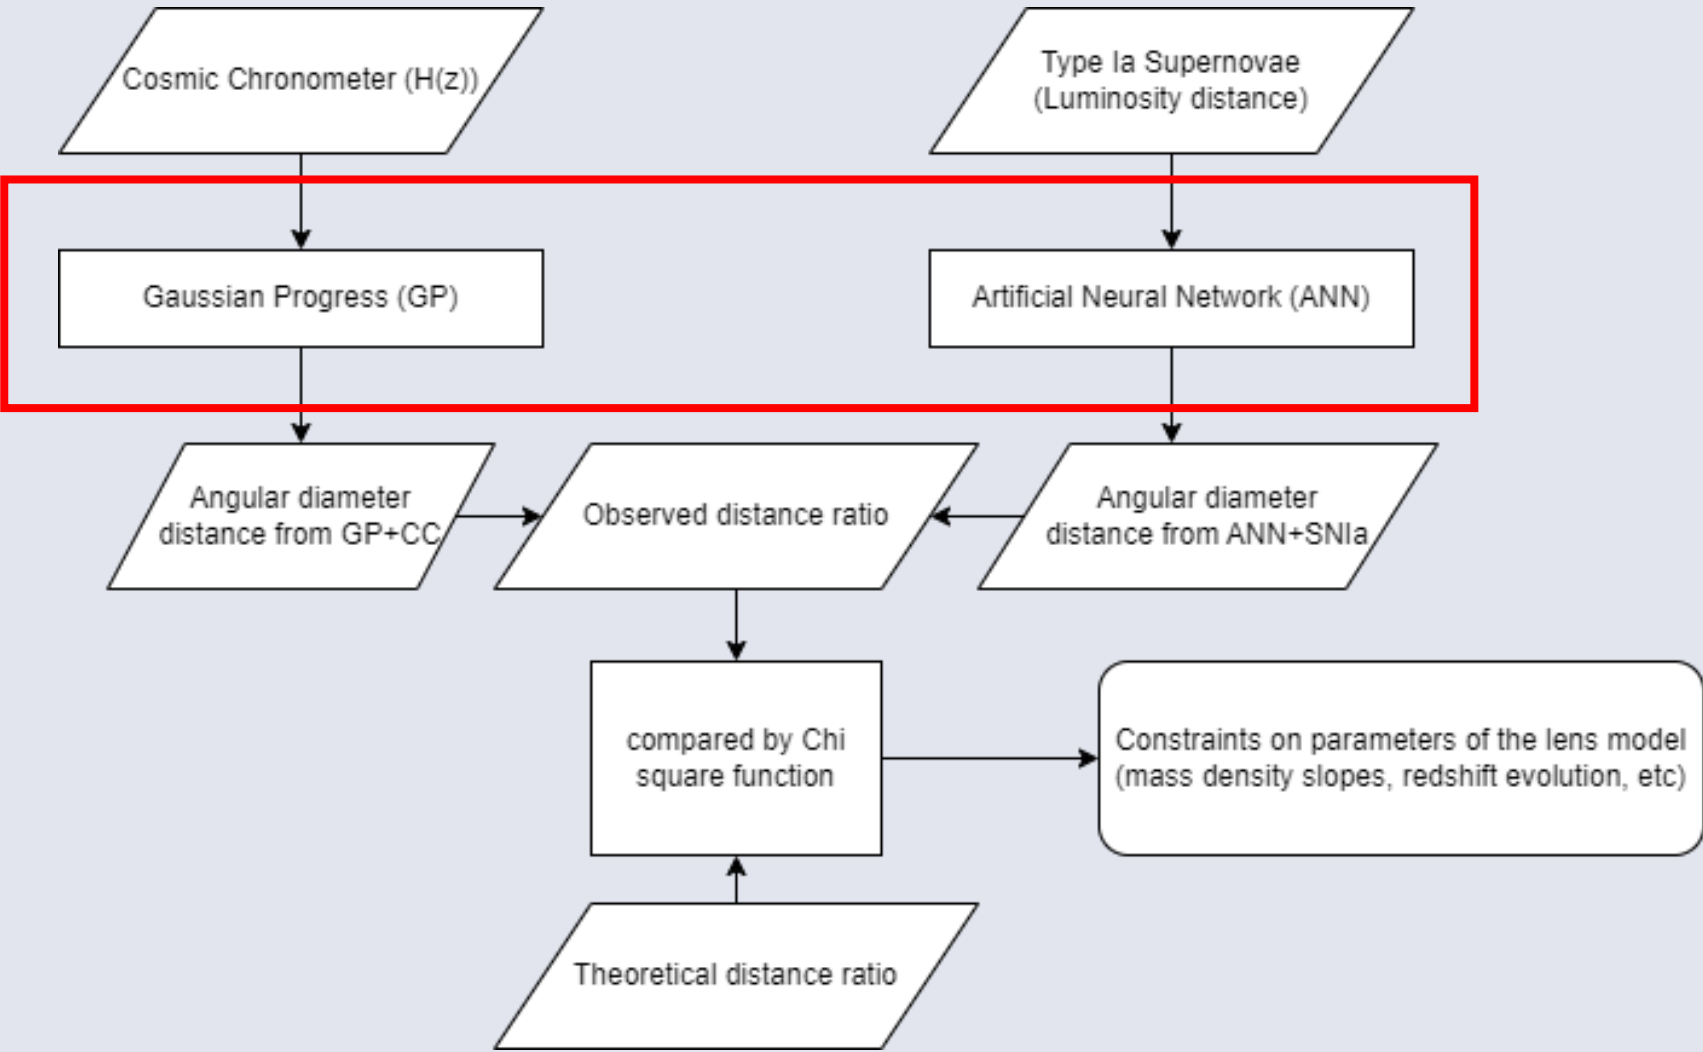 Cosmic Chronometer (H(z))
Type Ia Supernovae
(Luminosity distance)
Gaussian Progress (GP)
Artificial Neural Network (ANN)
Angular diameter
distance from GP+CC
Observed distance ratio
Angular diameter
distance from ANN+SNIa
compared by Chi
square function
Constraints on parameters of the lens model
(mass density slopes, redshift evolution, etc)
Theoretical distance ratio